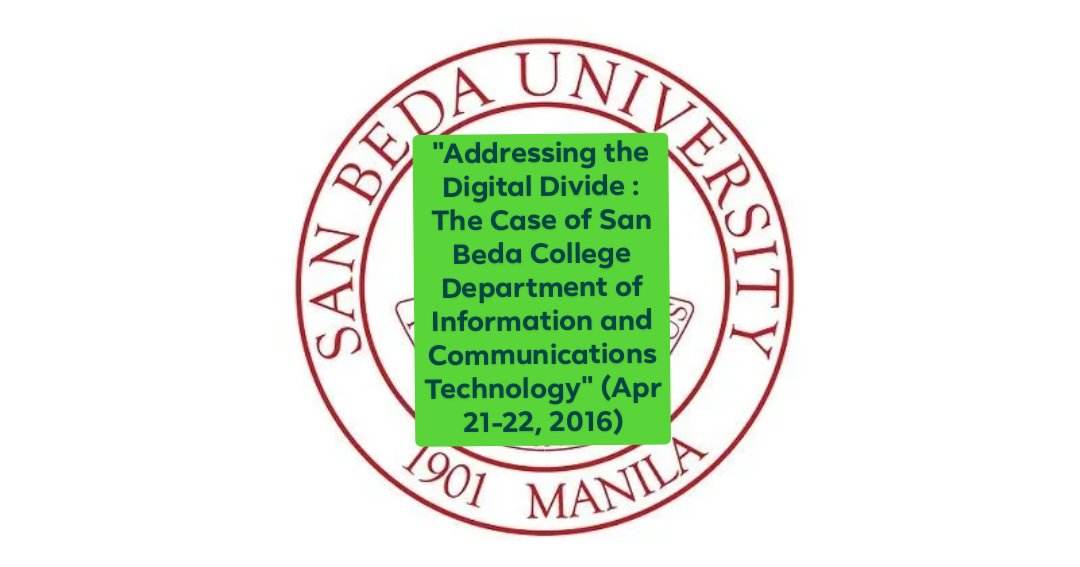 SAN BEDA UNIVERSITY
"Addressing the
Digital Divide :
The Case of San
Beda College
Department of
Information and
Communications
Technology" (Apr
21-22, 2016)
1901 MANILA